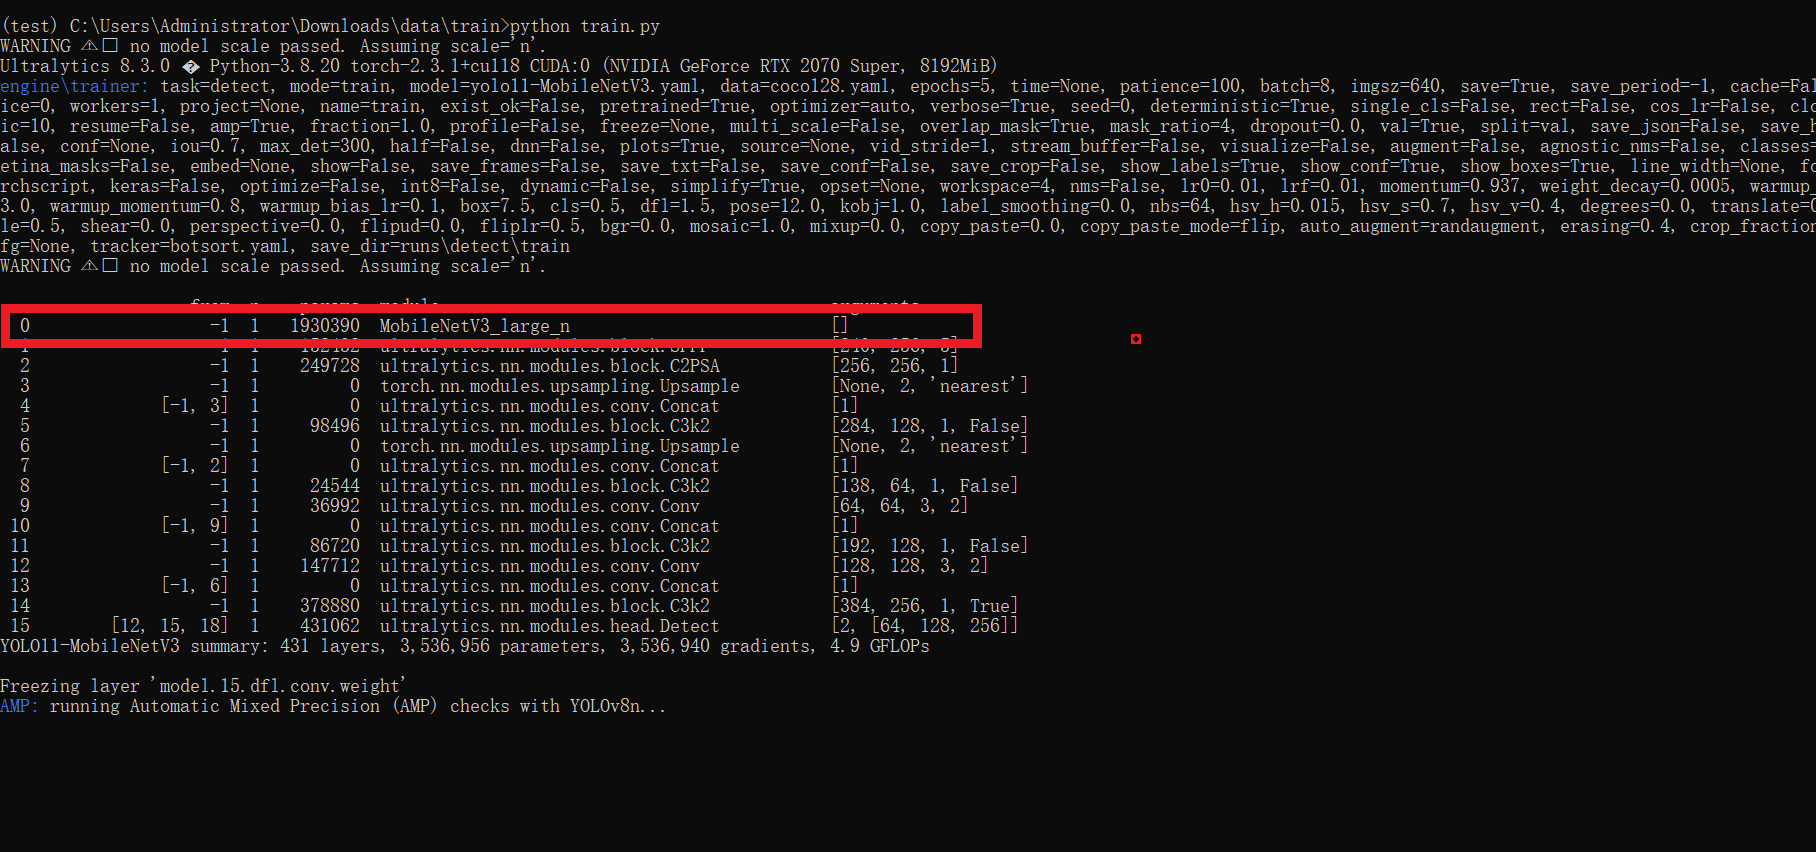 (test) C:\Users\Administrator\Downloads\data\train>python train.py
WARNING ⚠□ no model scale passed. Assuming scale='n'.
Ultralytics 8.3.0 � Python-3.8.20 torch-2.3.1+cu118 CUDA:0 (NVIDIA GeForce RTX 2070 Super, 8192MiB)
engine\trainer: task=detect, mode=train, model=yolo11-MobileNetV3.yaml, data=coco128.yaml, epochs=5, time=None, patience=100, batch=8, imgsz=640, save=True, save_period=-1, cache=Fal
ice=0, workers=1, project=None, name=train, exist_ok=False, pretrained=True, optimizer=auto, verbose=True, seed=0, deterministic=True, single_cls=False, rect=False, cos_lr=False, clo
ic=10, resume=False, amp=True, fraction=1.0, profile=False, freeze=None, multi_scale=False, overlap_mask=True, mask_ratio=4, dropout=0.0, val=True, split=val, save_json=False, save_h
alse, conf=None, iou=0.7, max_det=300, half=False, dnn=False, plots=True, source=None, vid_stride=1, stream_buffer=False, visualize=False, augment=False, agnostic_nms=False, classes=
etina_masks=False, embed=None, show=False, save_frames=False, save_txt=False, save_conf=False, save_crop=False, show_labels=True, show_conf=True, show_boxes=True, line_width=None, fo
rchscript, keras=False, optimize=False, int8=False, dynamic=False, simplify=True, opset=None, workspace=4, nms=False, lr0=0.01, lrf=0.01, momentum=0.937, weight_decay=0.0005, warmup_
3.0, warmup_momentum=0.8, warmup_bias_lr=0.1, box=7.5, cls=0.5, dfl=1.5, pose=12.0, kobj=1.0, label_smoothing=0.0, nbs=64, hsv_h=0.015, hsv_s=0.7, hsv_v=0.4, degrees=0.0, translate=0
le=0.5, shear=0.0, perspective=0.0, flipud=0.0, fliplr=0.5, bgr=0.0, mosaic=1.0, mixup=0.0, copy_paste=0.0, copy_paste_mode=flip, auto_augment=randaugment, erasing=0.4, crop_fraction
fg=None, tracker=botsort.yaml, save_dir=runs\detect\train
WARNING ⚠□ no model scale passed. Assuming scale='n'.
from n params module arguments
0 -1 1 1930390 MobileNetV3_large_n []
1 -1 1 ultralytics.nn.modules.block.SPPF
2 -1 1 249728 ultralytics.nn.modules.block.C2PSA [256, 256, 1]
3 -1 1 0 torch.nn.modules.upsampling.Upsample [None, 2, 'nearest']
4 [-1, 3] 1 0 ultralytics.nn.modules.conv.Concat [1]
5 -1 1 98496 ultralytics.nn.modules.block.C3k2 [284, 128, 1, False]
6 -1 1 0 torch.nn.modules.upsampling.Upsample [None, 2, 'nearest']
7 [-1, 2] 1 0 ultralytics.nn.modules.conv.Concat [1]
8 -1 1 24544 ultralytics.nn.modules.block.C3k2 [138, 64, 1, False]
9 -1 1 36992 ultralytics.nn.modules.conv.Conv [64, 64, 3, 2]
10 [-1, 9] 1 0 ultralytics.nn.modules.conv.Concat [1]
11 -1 1 86720 ultralytics.nn.modules.block.C3k2 [192, 128, 1, False]
12 -1 1 147712 ultralytics.nn.modules.conv.Conv [128, 128, 3, 2]
13 [-1, 6] 1 0 ultralytics.nn.modules.conv.Concat [1]
14 -1 1 378880 ultralytics.nn.modules.block.C3k2 [384, 256, 1, True]
15 [12, 15, 18] 1 431062 ultralytics.nn.modules.head.Detect [2, [64, 128, 256]]
YOLO11-MobileNetV3 summary: 431 layers, 3,536,956 parameters, 3,536,940 gradients, 4.9 GFLOPs
Freezing layer 'model.15.dfl.conv.weight'
AMP: running Automatic Mixed Precision (AMP) checks with YOLOv8n...